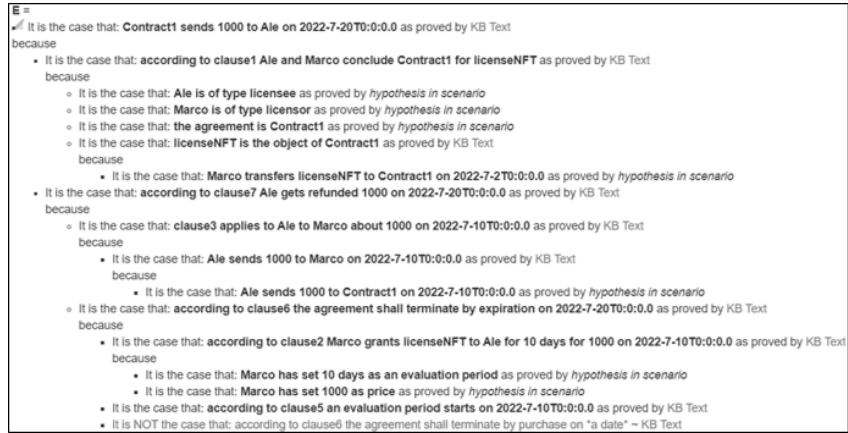 E =
It is the case that: Contract1 sends 1000 to Ale on 2022-7-20T0:0:0.0 as proved by KB Text
because
It is the case that: according to clause1 Ale and Marco conclude Contract1 for licenseNFT as proved by KB Text
because
It is the case that: Ale is of type licensee as proved by hypothesis in scenario
It is the case that: Marco is of type licensor as proved by hypothesis in scenario
It is the case that: the agreement is Contract1 as proved by hypothesis in scenario
It is the case that: licenseNFT is the object of Contract1 as proved by KB Text
because
It is the case that: Marco transfers licenseNFT to Contract1 on 2022-7-2T0:0:0.0 as proved by hypothesis in scenario
It is the case that: according to clause7 Ale gets refunded 1000 on 2022-7-20T0:0:0.0 as proved by KB Text
because
It is the case that: clause3 applies to Ale to Marco about 1000 on 2022-7-10T0:0:0.0 as proved by KB Text
because
It is the case that: Ale sends 1000 to Marco on 2022-7-10T0:0:0.0 as proved by KB Text
because
It is the case that: Ale sends 1000 to Contract1 on 2022-7-10T0:0:0.0 as proved by hypothesis in scenario
It is the case that: according to clause6 the agreement shall terminate by expiration on 2022-7-20T0:0:0.0 as proved by KB Text
because
It is the case that: according to clause2 Marco grants licenseNFT to Ale for 10 days for 1000 on 2022-7-10T0:0:0.0 as proved by KB Text
because
It is the case that: Marco has set 10 days as an evaluation period as proved by hypothesis in scenario
It is the case that: Marco has set 1000 as price as proved by hypothesis in scenario
It is the case that: according to clause5 an evaluation period starts on 2022-7-10T0:0:0.0 as proved by KB Text
It is NOT the case that: according to clause6 the agreement shall terminate by purchase on *a date* ~ KB Text